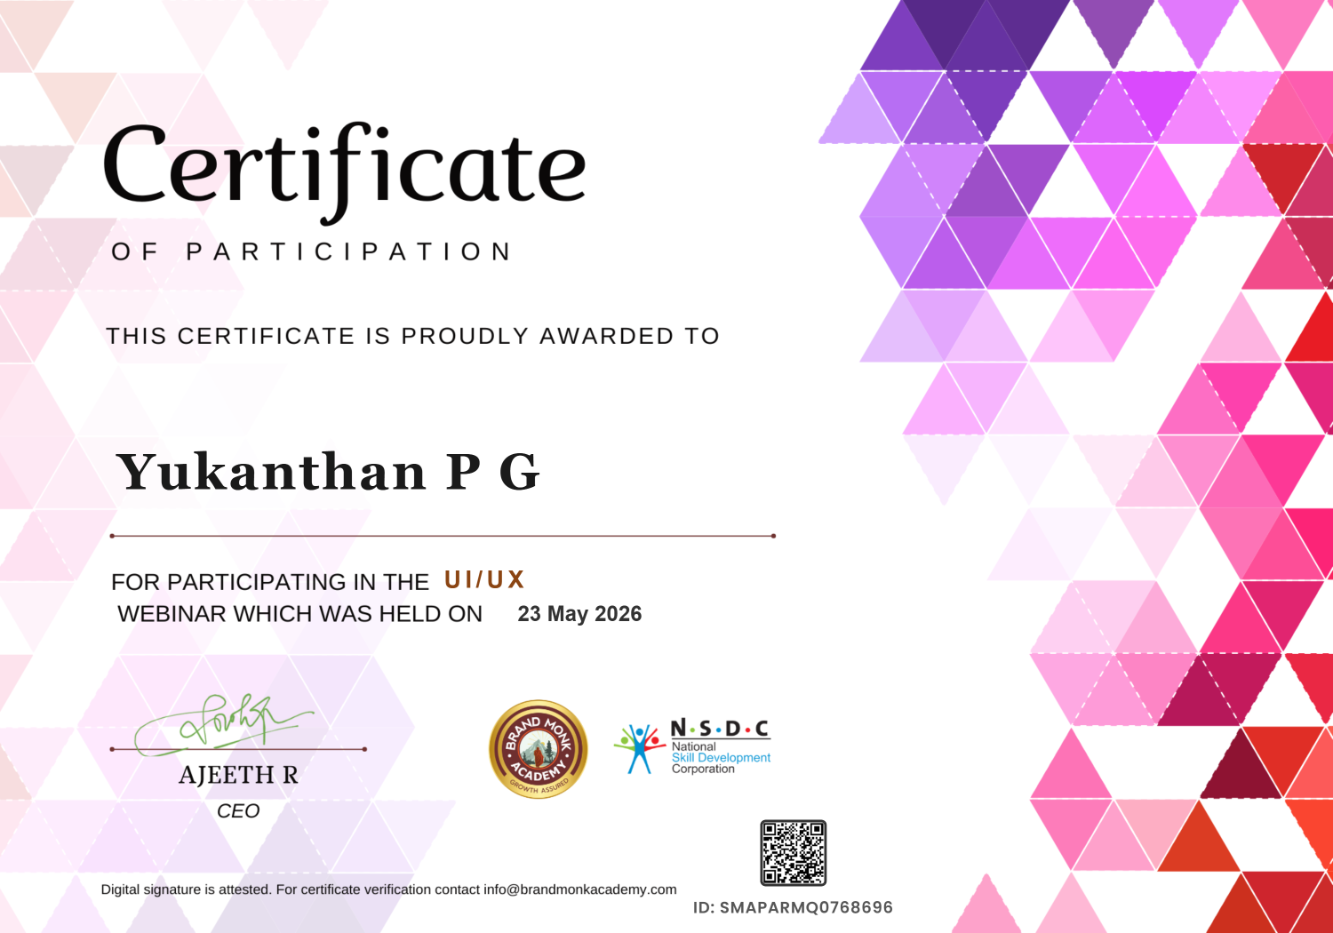 Certificate
OF PARTICIPATION
THIS CERTIFICATE IS PROUDLY AWARDED TO
Yukanthan P G
FOR PARTICIPATING IN THE UI/UX
WEBINAR WHICH WAS HELD ON 23 May 2026
AJEETH R
CEO
BRAND MONK
ACADEMY
GROWTH ASSURED
N·S·D·C
National
Skill Development
Corporation
Digital signature is attested. For certificate verification contact info@brandmonkacademy.com
ID: SMAPARMQ0768696